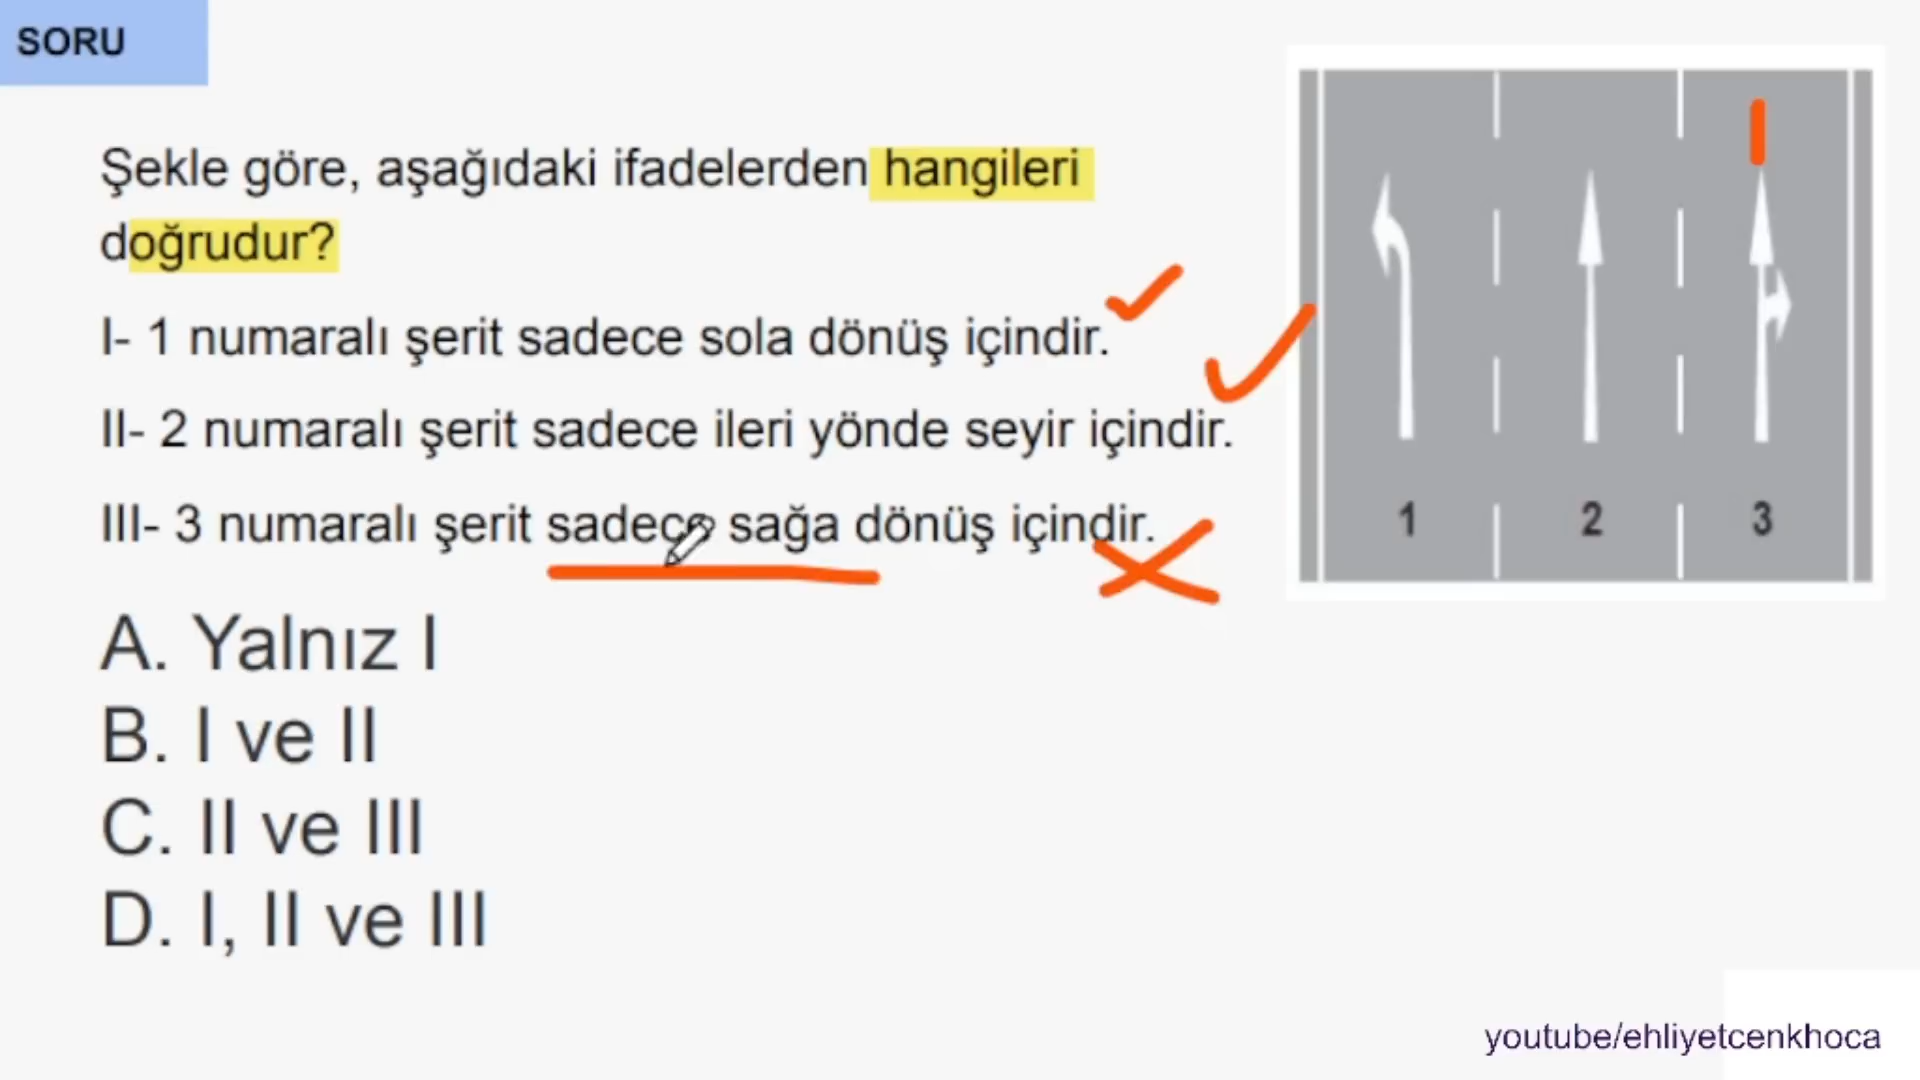 SORU
Şekle göre, aşağıdaki ifadelerden hangileri
doğrudur?
I- 1 numaralı şerit sadece sola dönüş içindir.
II- 2 numaralı şerit sadece ileri yönde seyir içindir.
III- 3 numaralı şerit sadece sağa dönüş içindir.
A. Yalnız I
B. I ve II
C. II ve III
D. I, II ve III
1 2 3
youtube/ehliyetcenkhoca